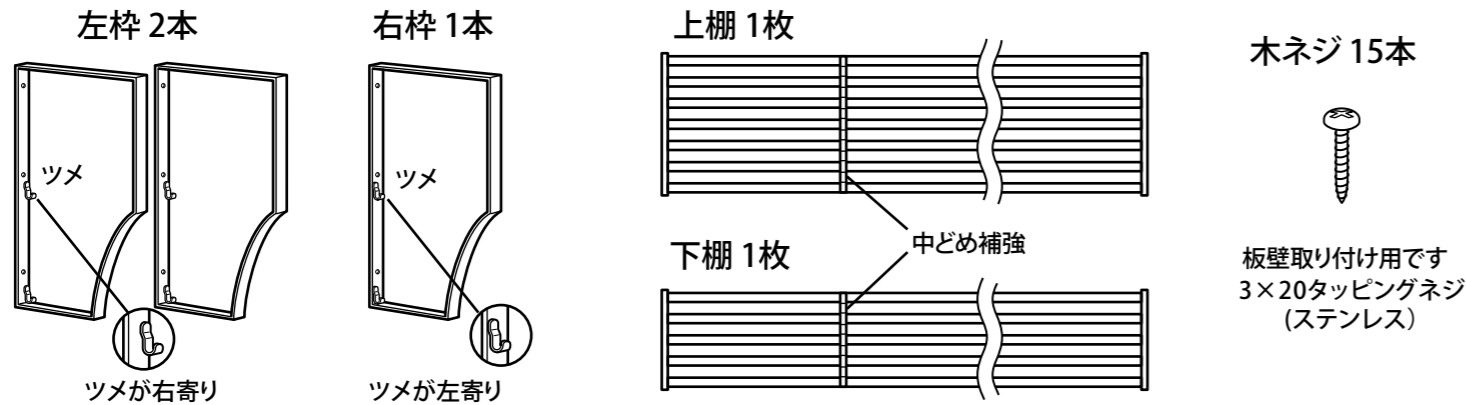 左枠 2本
ツメ
ツメが右寄り
右枠 1本
ツメ
ツメが左寄り
上棚 1枚
中どめ補強
下棚 1枚
木ネジ 15本
板壁取り付け用です
3×20タッピングネジ
(ステンレス)